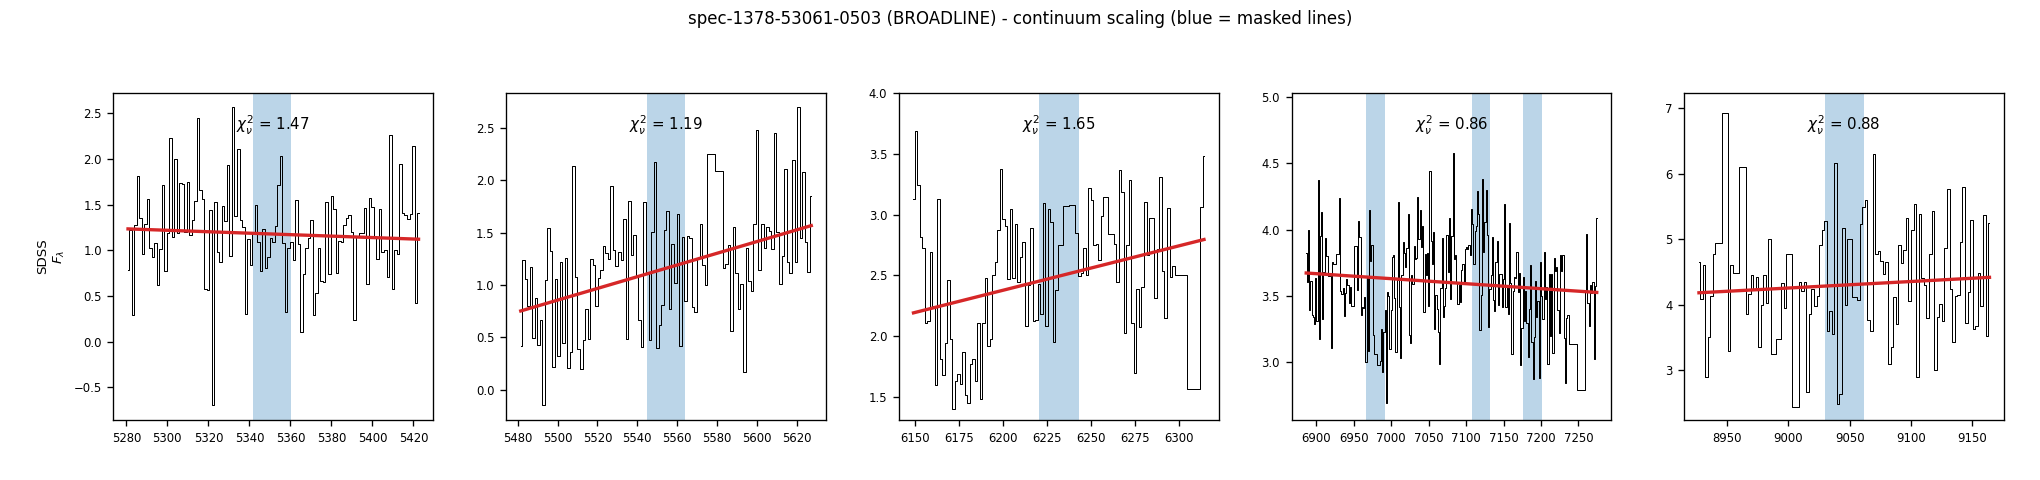 spec-1378-53061-0503 (BROADLINE) - continuum scaling (blue = masked lines)
SDSS
Fλ
χ²ν = 1.47
2.5
2.0
1.5
1.0
0.5
0.0
−0.5
5280 5300 5320 5340 5360 5380 5400 5420
χ²ν = 1.19
2.5
2.0
1.5
1.0
0.5
0.0
5480 5500 5520 5540 5560 5580 5600 5620
χ²ν = 1.65
4.0
3.5
3.0
2.5
2.0
1.5
6150 6175 6200 6225 6250 6275 6300
χ²ν = 0.86
5.0
4.5
4.0
3.5
3.0
6900 6950 7000 7050 7100 7150 7200 7250
χ²ν = 0.88
7
6
5
4
3
8950 9000 9050 9100 9150